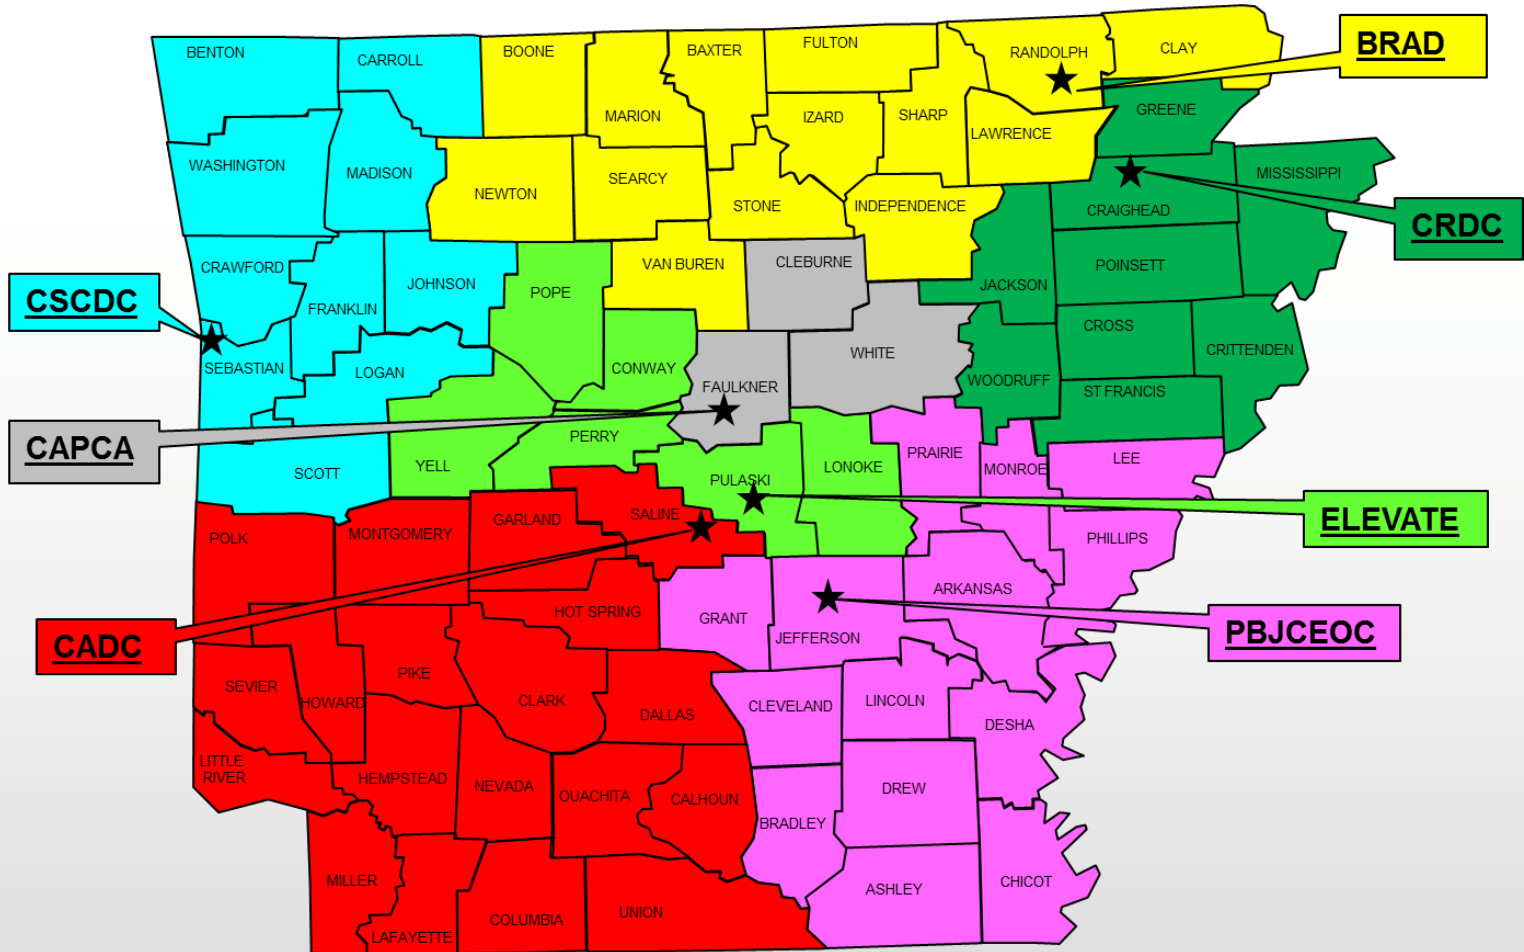 BENTON
CARROLL
BOONE
MARION
BAXTER
FULTON
RANDOLPH
CLAY
BRAD
GREENE
IZARD
SHARP
LAWRENCE
WASHINGTON
MADISON
NEWTON
SEARCY
STONE
INDEPENDENCE
CRAIGHEAD
MISSISSIPPI
CRDC
CRAWFORD
FRANKLIN
JOHNSON
POPE
VAN BUREN
CLEBURNE
JACKSON
POINSETT
CSCDC
SEBASTIAN
LOGAN
CONWAY
FAULKNER
WHITE
WOODRUFF
CROSS
CRITTENDEN
ST FRANCIS
CAPCA
SCOTT
YELL
PERRY
PULASKI
LONOKE
PRAIRIE
MONROE
LEE
ELEVATE
POLK
MONTGOMERY
GARLAND
SALINE
PHILLIPS
HOT SPRING
GRANT
JEFFERSON
ARKANSAS
PBJCEOC
CADC
SEVIER
HOWARD
PIKE
CLARK
DALLAS
CLEVELAND
LINCOLN
DESHA
LITTLE
RIVER
HEMPSTEAD
NEVADA
OUACHITA
CALHOUN
BRADLEY
DREW
MILLER
LAFAYETTE
COLUMBIA
UNION
ASHLEY
CHICOT